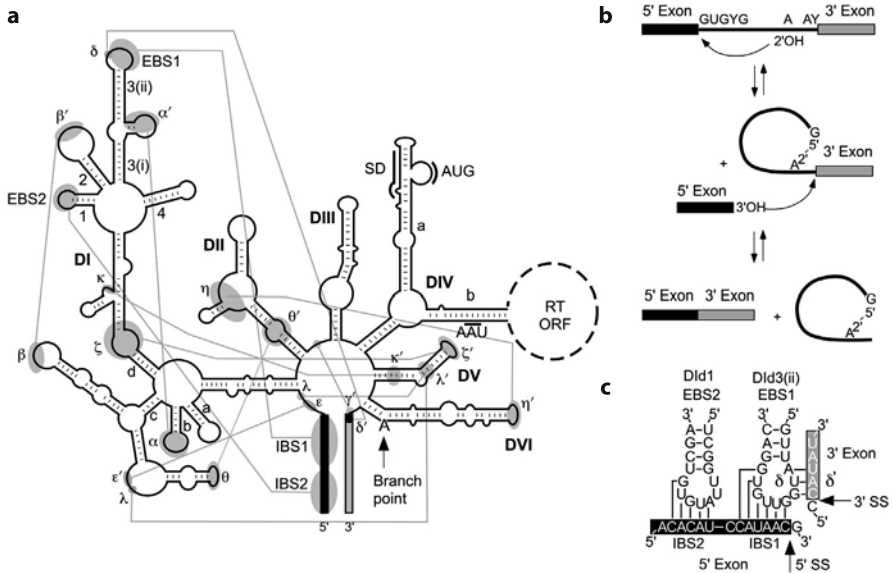 a
δ
EBS1
3(ii)
α′
β′
3(i)
2
EBS2
1
4
DI
κ
ζ
β
d
c
b
a
α
ε′
λ
θ
DII
η
θ′
DIII
SD
AUG
a
DIV
b
AAU
RT
ORF
κ′
ζ′
DV
λ′
λ
ε
γ′
δ′
A
η′
DVI
IBS1
IBS2
Branch
point
5'
3'
b
5' Exon
GUGYG
A
AY
3' Exon
2'OH
G
5'
A
2'
3' Exon
+
5' Exon
3'OH
5' Exon
3' Exon
+
G
5'
A
2'
c
DId1
EBS2
DId3(ii)
EBS1
3'
5'
3'
5'
3'
3' Exon
δ
δ'
3' SS
5'
ACACAU–CCAUAAC
G
3'
5'
IBS2
IBS1
5' Exon
5' SS